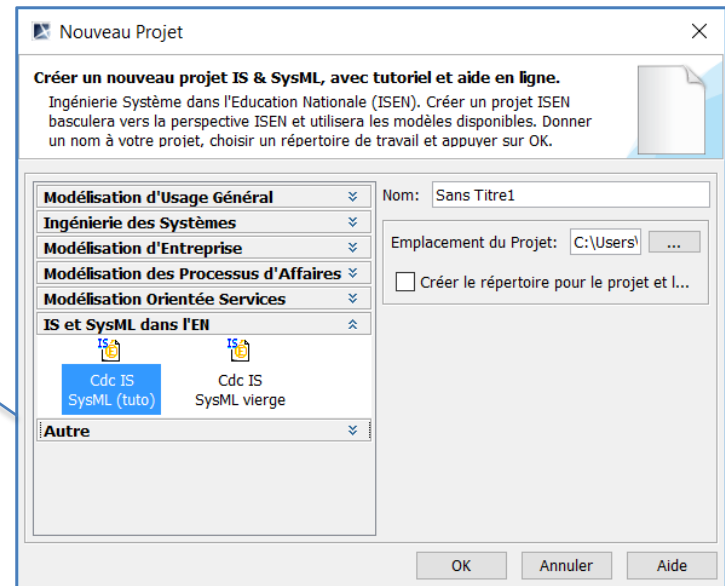 Nouveau Projet
Créer un nouveau projet IS & SysML, avec tutoriel et aide en ligne.
Ingénierie Système dans l'Education Nationale (ISEN). Créer un projet ISEN
basculera vers la perspective ISEN et utilisera les modèles disponibles. Donner
un nom à votre projet, choisir un répertoire de travail et appuyer sur OK.
Modélisation d'Usage Général
Ingénierie des Systèmes
Modélisation d'Entreprise
Modélisation des Processus d'Affaires
Modélisation Orientée Services
IS et SysML dans l'EN
IS IS
Cdc IS Cdc IS
SysML (tuto) SysML vierge
Autre
Nom: Sans Titre1
Emplacement du Projet: C:\Users\ ...
Créer le répertoire pour le projet et l...
OK Annuler Aide